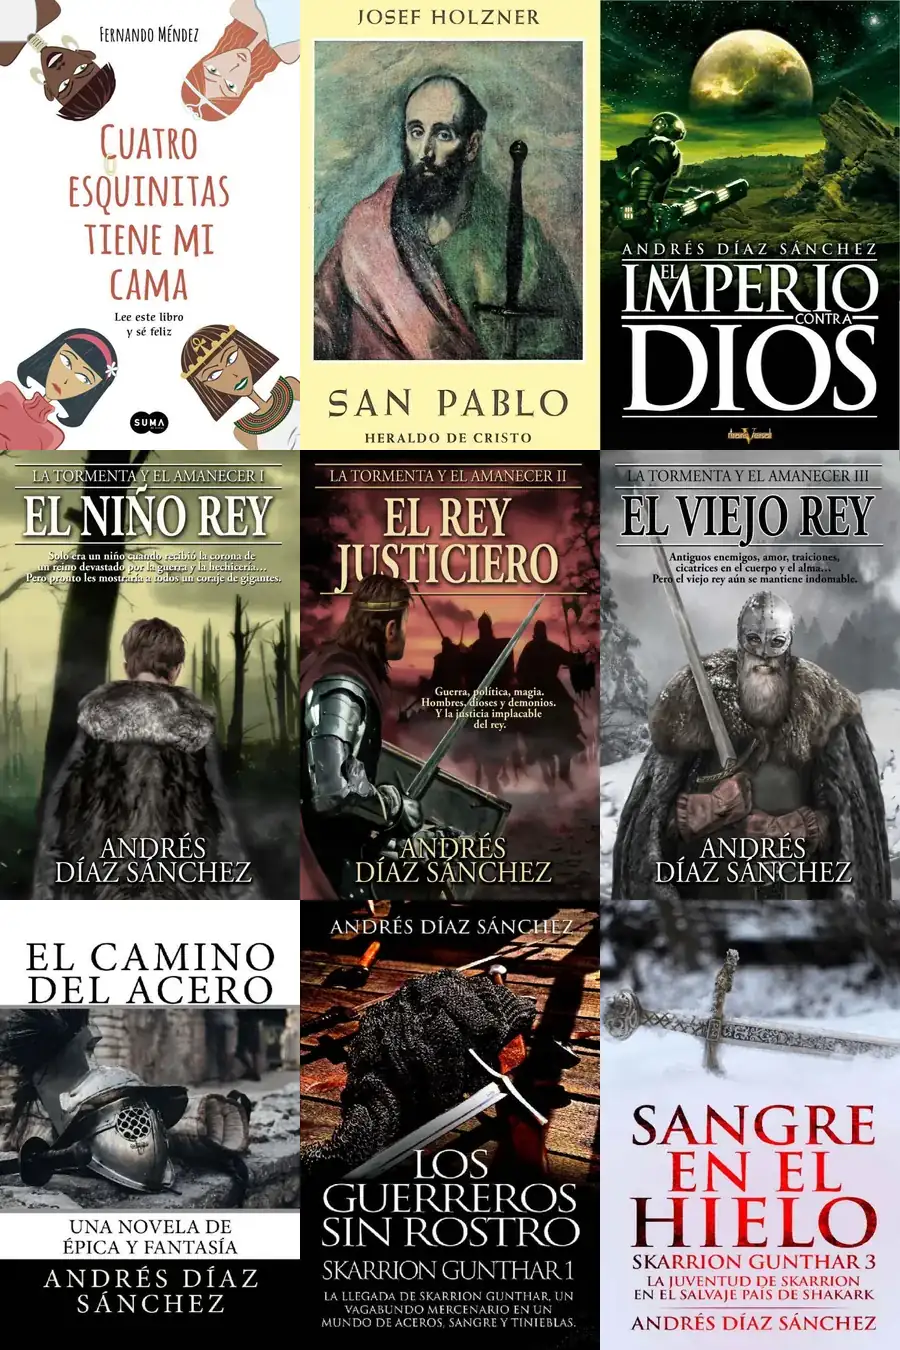 FERNANDO MÉNDEZ
CUATRO
ESQUINITAS
TIENE MI
CAMA
Lee este libro
y sé feliz
SUMA
JOSEF HOLZNER
SAN PABLO
HERALDO DE CRISTO
ANDRÉS DÍAZ SÁNCHEZ
EL
IMPERIO
CONTRA
DIOS
LA TORMENTA Y EL AMANECER I
EL NIÑO REY
Solo era un niño cuando recibió la corona de
un reino devastado por la guerra y la hechicería...
Pero pronto les mostraría a todos un coraje de gigantes.
ANDRÉS
DÍAZ SÁNCHEZ
LA TORMENTA Y EL AMANECER II
EL REY
JUSTICIERO
Guerra, política, magia.
Hombres, dioses y demonios.
Y la justicia implacable
del rey.
ANDRÉS
DÍAZ SÁNCHEZ
LA TORMENTA Y EL AMANECER III
EL VIEJO REY
Antiguos enemigos, amor, traiciones,
cicatrices en el cuerpo y el alma...
Pero el viejo rey aún se mantiene indomable.
ANDRÉS
DÍAZ SÁNCHEZ
EL CAMINO
DEL ACERO
UNA NOVELA DE
ÉPICA Y FANTASÍA
ANDRÉS DÍAZ
SÁNCHEZ
ANDRÉS DÍAZ SÁNCHEZ
LOS
GUERREROS
SIN ROSTRO
SKARRION GUNTHAR 1
LA LLEGADA DE SKARRION GUNTHAR, UN
VAGABUNDO MERCENARIO EN UN
MUNDO DE ACEROS, SANGRE Y TINIEBLAS.
SANGRE
EN EL
HIELO
SKARRION GUNTHAR 3
LA JUVENTUD DE SKARRION
EN EL SALVAJE PAÍS DE SHAKARK
ANDRÉS DÍAZ SÁNCHEZ